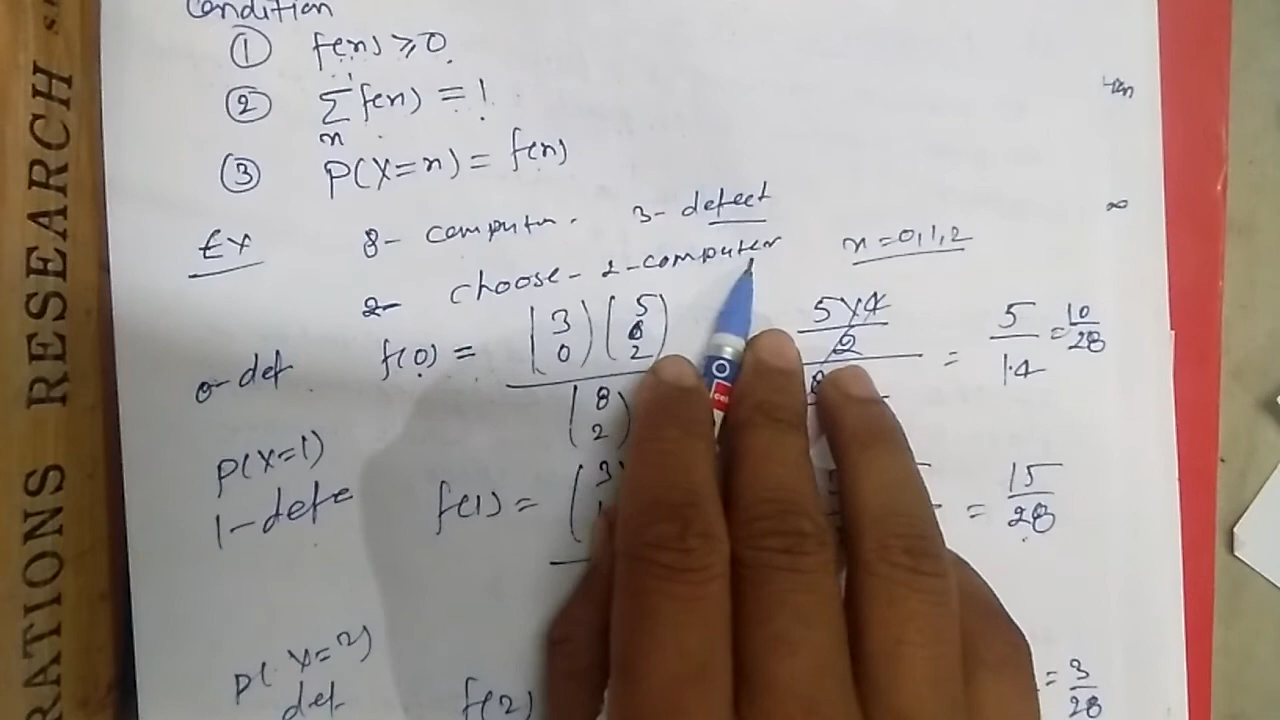 Condition
① f(n) ≥ 0
② Σ f(n) = 1
n
③ P(X=n) = f(n)
Ex 8- computer. 3- defect
2- choose - 2-computer n = 0,1,2
0-def f(0) = (3 0) (5 2) / (8 2) 5×4 / 2 = 5/14 = 10/28
P(X=1)
1-defe f(1) = (3 = 15/28
P(X=2)
def f(2) = 3/28
∞
RATIONS RESEARCH